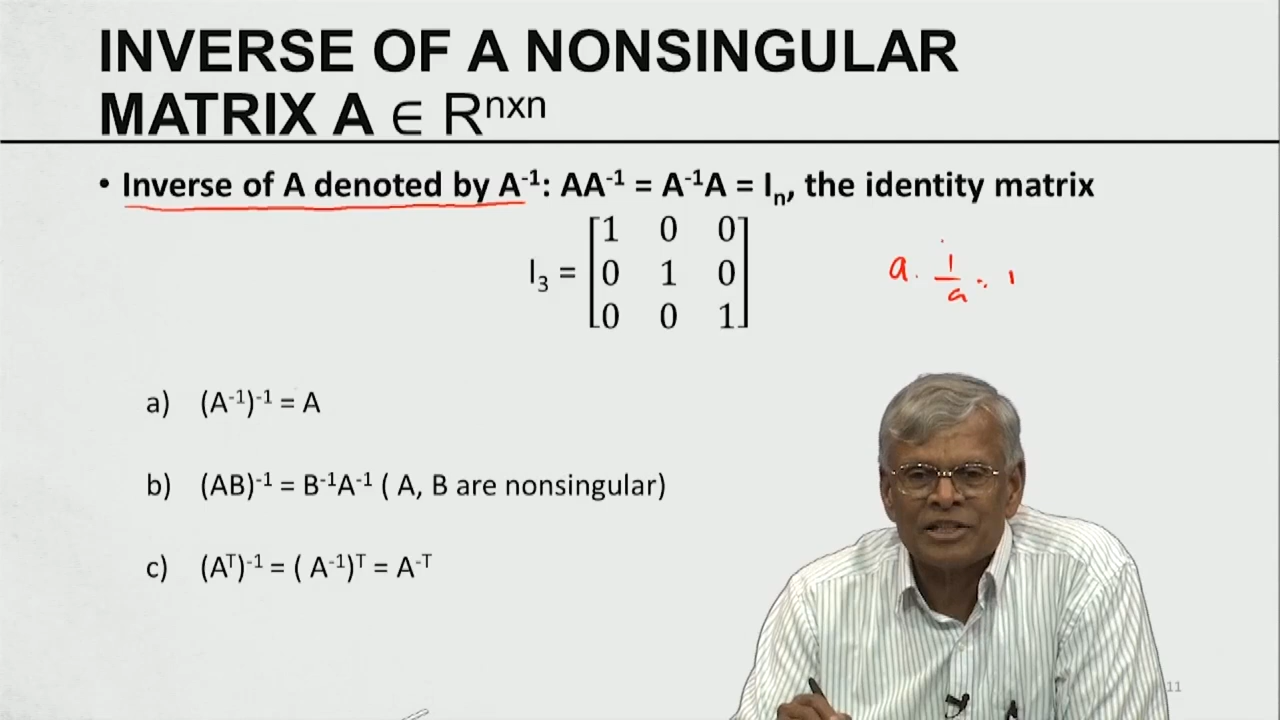 INVERSE OF A NONSINGULAR
MATRIX A ∈ Rⁿˣⁿ
• Inverse of A denoted by A⁻¹: AA⁻¹ = A⁻¹A = Iₙ, the identity matrix
I₃ = [1 0 0
0 1 0
0 0 1]
a. 1/a = 1
a) (A⁻¹)⁻¹ = A
b) (AB)⁻¹ = B⁻¹A⁻¹ ( A, B are nonsingular)
c) (Aᵀ)⁻¹ = ( A⁻¹)ᵀ = A⁻ᵀ
11